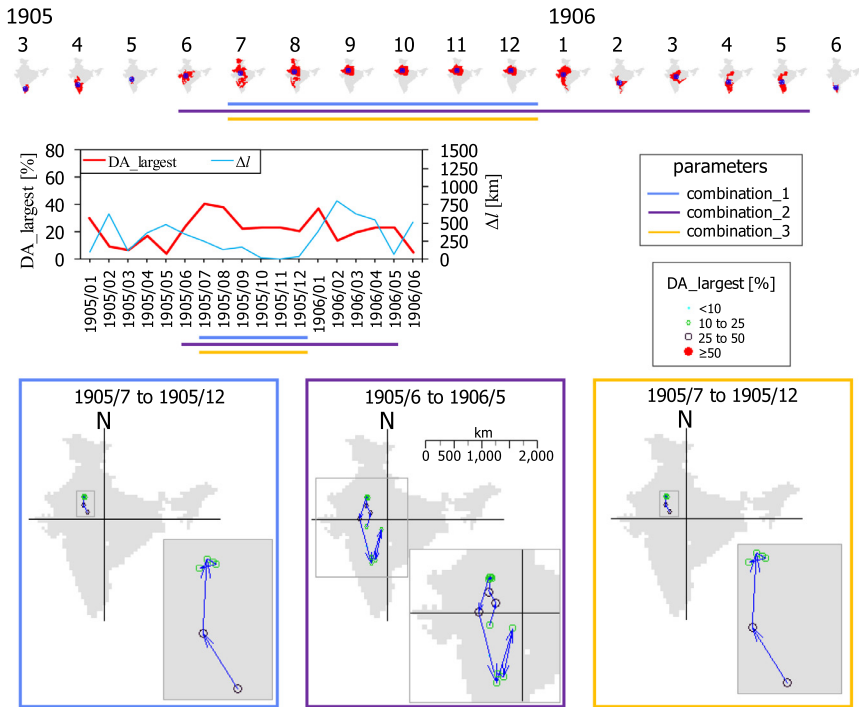 1905 1906
3 4 5 6 7 8 9 10 11 12 1 2 3 4 5 6
DA_largest Δl
DA_largest [%]
80
60
40
20
0
1500
1250
1000
750
500
250
0
Δl [km]
1905/01 1905/02 1905/03 1905/04 1905/05 1905/06 1905/07 1905/08 1905/09 1905/10 1905/11 1905/12 1906/01 1906/02 1906/03 1906/04 1906/05 1906/06
parameters
combination_1
combination_2
combination_3
DA_largest [%]
<10
10 to 25
25 to 50
≥50
1905/7 to 1905/12
N
1905/6 to 1906/5
N
km
0 500 1,000 2,000
1905/7 to 1905/12
N